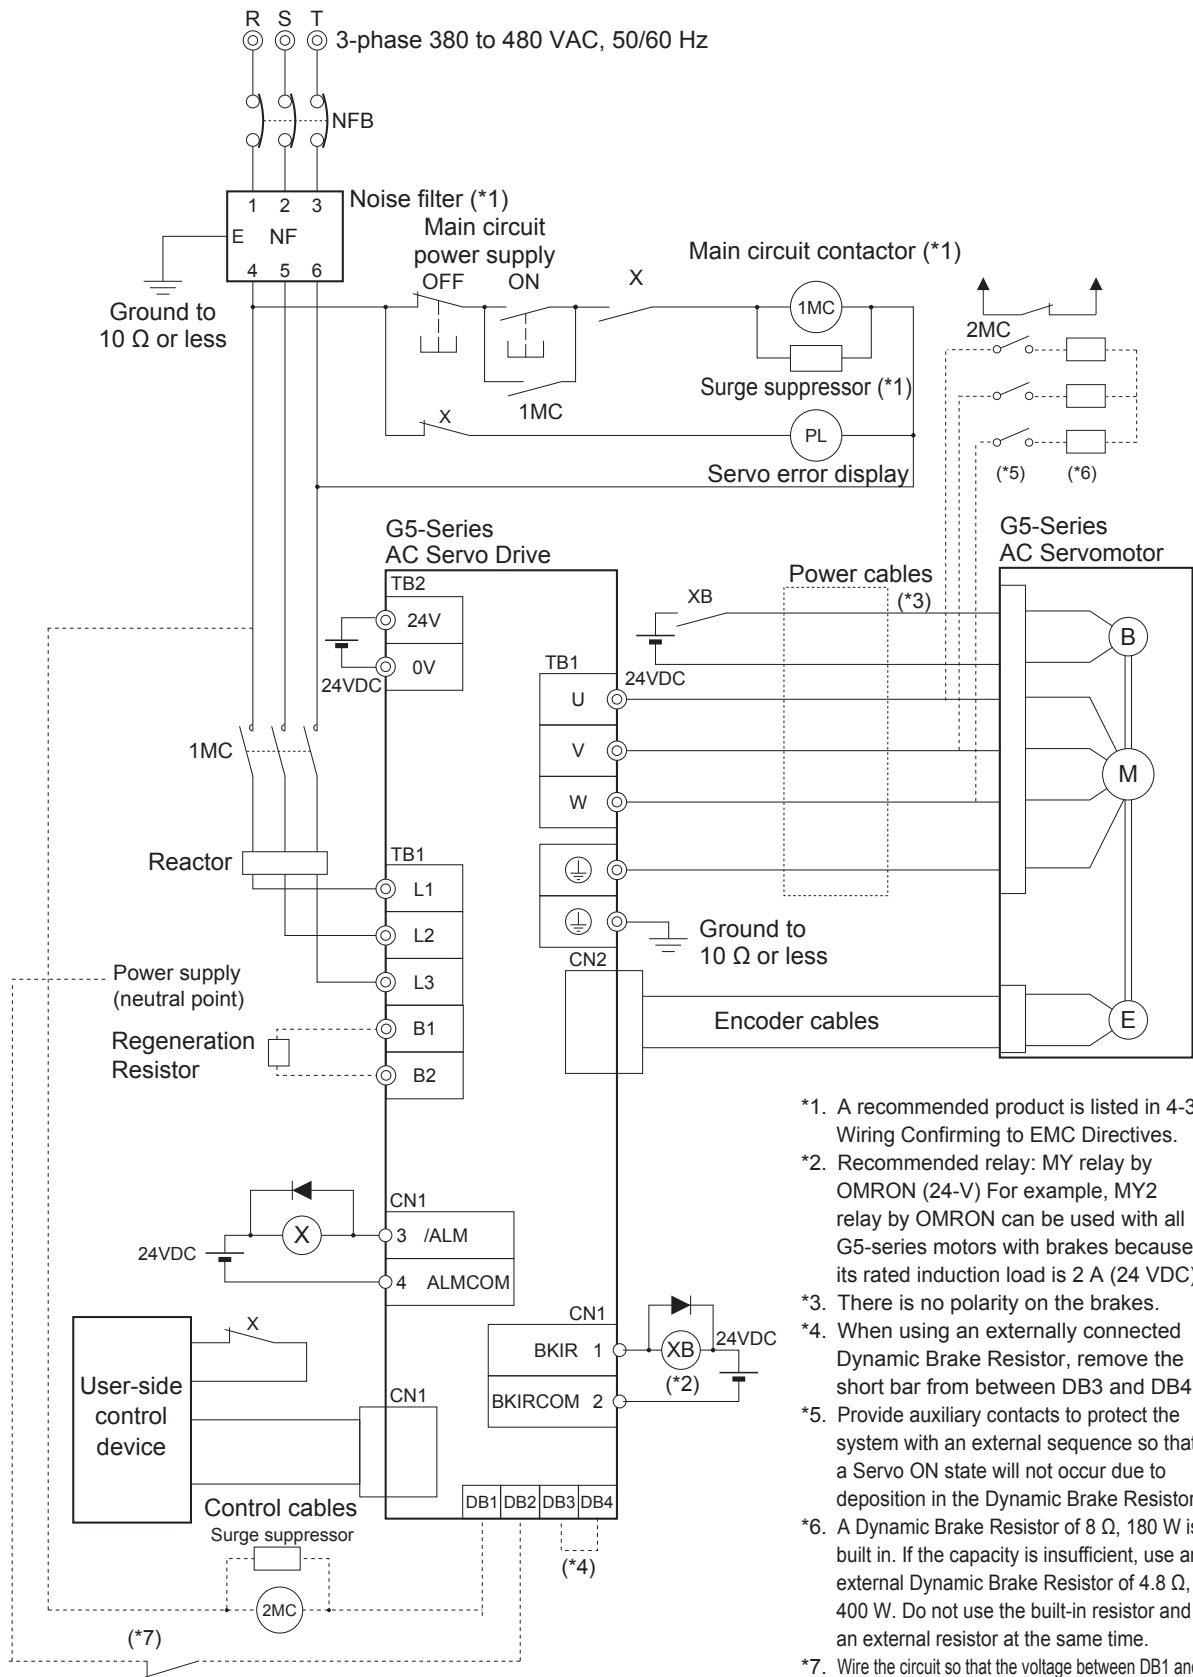 R S T
3-phase 380 to 480 VAC, 50/60 Hz
NFB
Noise filter (*1)
1 2 3
E NF
4 5 6
Ground to
10 Ω or less
Main circuit
power supply
OFF ON
X
Main circuit contactor (*1)
1MC
Surge suppressor (*1)
1MC
X
PL
Servo error display
2MC
(*5) (*6)
G5-Series
AC Servo Drive
G5-Series
AC Servomotor
TB2
24V
0V
24VDC
Power cables
(*3)
XB
24VDC
B
TB1
U
V
W
M
1MC
Reactor
TB1
L1
L2
L3
B1
B2
Ground to
10 Ω or less
CN2
Encoder cables
E
Power supply
(neutral point)
Regeneration
Resistor
CN1
X
3 /ALM
24VDC
4 ALMCOM
CN1
BKIR 1
XB
24VDC
(*2)
BKIRCOM 2
X
User-side
control
device
CN1
Control cables
DB1 DB2 DB3 DB4
(*4)
Surge suppressor
2MC
(*7)
*1. A recommended product is listed in 4-3
Wiring Confirming to EMC Directives.
*2. Recommended relay: MY relay by
OMRON (24-V) For example, MY2
relay by OMRON can be used with all
G5-series motors with brakes because
its rated induction load is 2 A (24 VDC)
*3. There is no polarity on the brakes.
*4. When using an externally connected
Dynamic Brake Resistor, remove the
short bar from between DB3 and DB4
*5. Provide auxiliary contacts to protect the
system with an external sequence so that
a Servo ON state will not occur due to
deposition in the Dynamic Brake Resistor
*6. A Dynamic Brake Resistor of 8 Ω, 180 W is
built in. If the capacity is insufficient, use an
external Dynamic Brake Resistor of 4.8 Ω,
400 W. Do not use the built-in resistor and
an external resistor at the same time.
*7. Wire the circuit so that the voltage between DB1 and